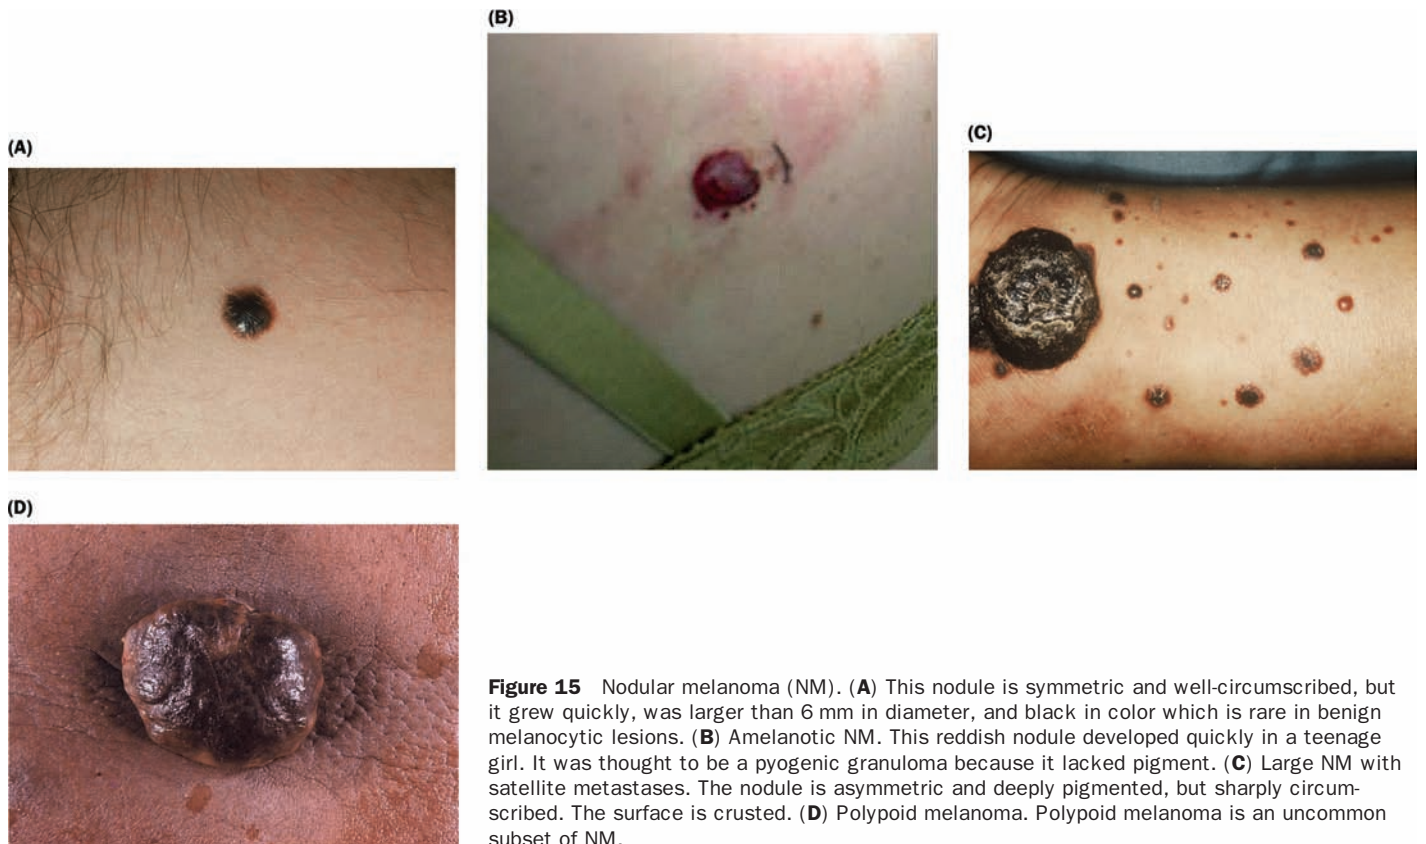 (B)
(A)
(C)
(D)
Figure 15 Nodular melanoma (NM). (A) This nodule is symmetric and well-circumscribed, but
it grew quickly, was larger than 6 mm in diameter, and black in color which is rare in benign
melanocytic lesions. (B) Amelanotic NM. This reddish nodule developed quickly in a teenage
girl. It was thought to be a pyogenic granuloma because it lacked pigment. (C) Large NM with
satellite metastases. The nodule is asymmetric and deeply pigmented, but sharply circum-
scribed. The surface is crusted. (D) Polypoid melanoma. Polypoid melanoma is an uncommon
subset of NM.